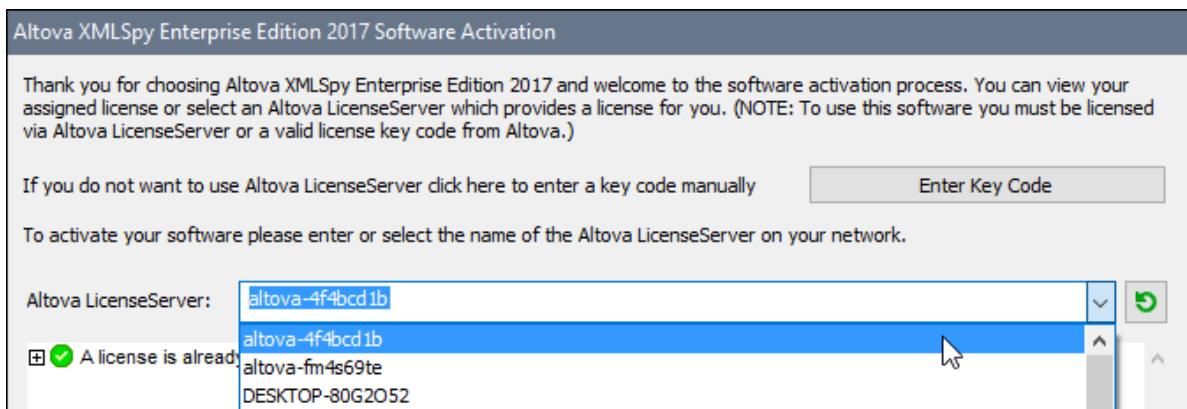 Altova XMLSpy Enterprise Edition 2017 Software Activation
Thank you for choosing Altova XMLSpy Enterprise Edition 2017 and welcome to the software activation process. You can view your
assigned license or select an Altova LicenseServer which provides a license for you. (NOTE: To use this software you must be licensed
via Altova LicenseServer or a valid license key code from Altova.)
If you do not want to use Altova LicenseServer click here to enter a key code manually
Enter Key Code
To activate your software please enter or select the name of the Altova LicenseServer on your network.
Altova LicenseServer:
altova-4f4bcd1b
altova-4f4bcd1b
A license is already
altova-fm4s69te
DESKTOP-80G2O52